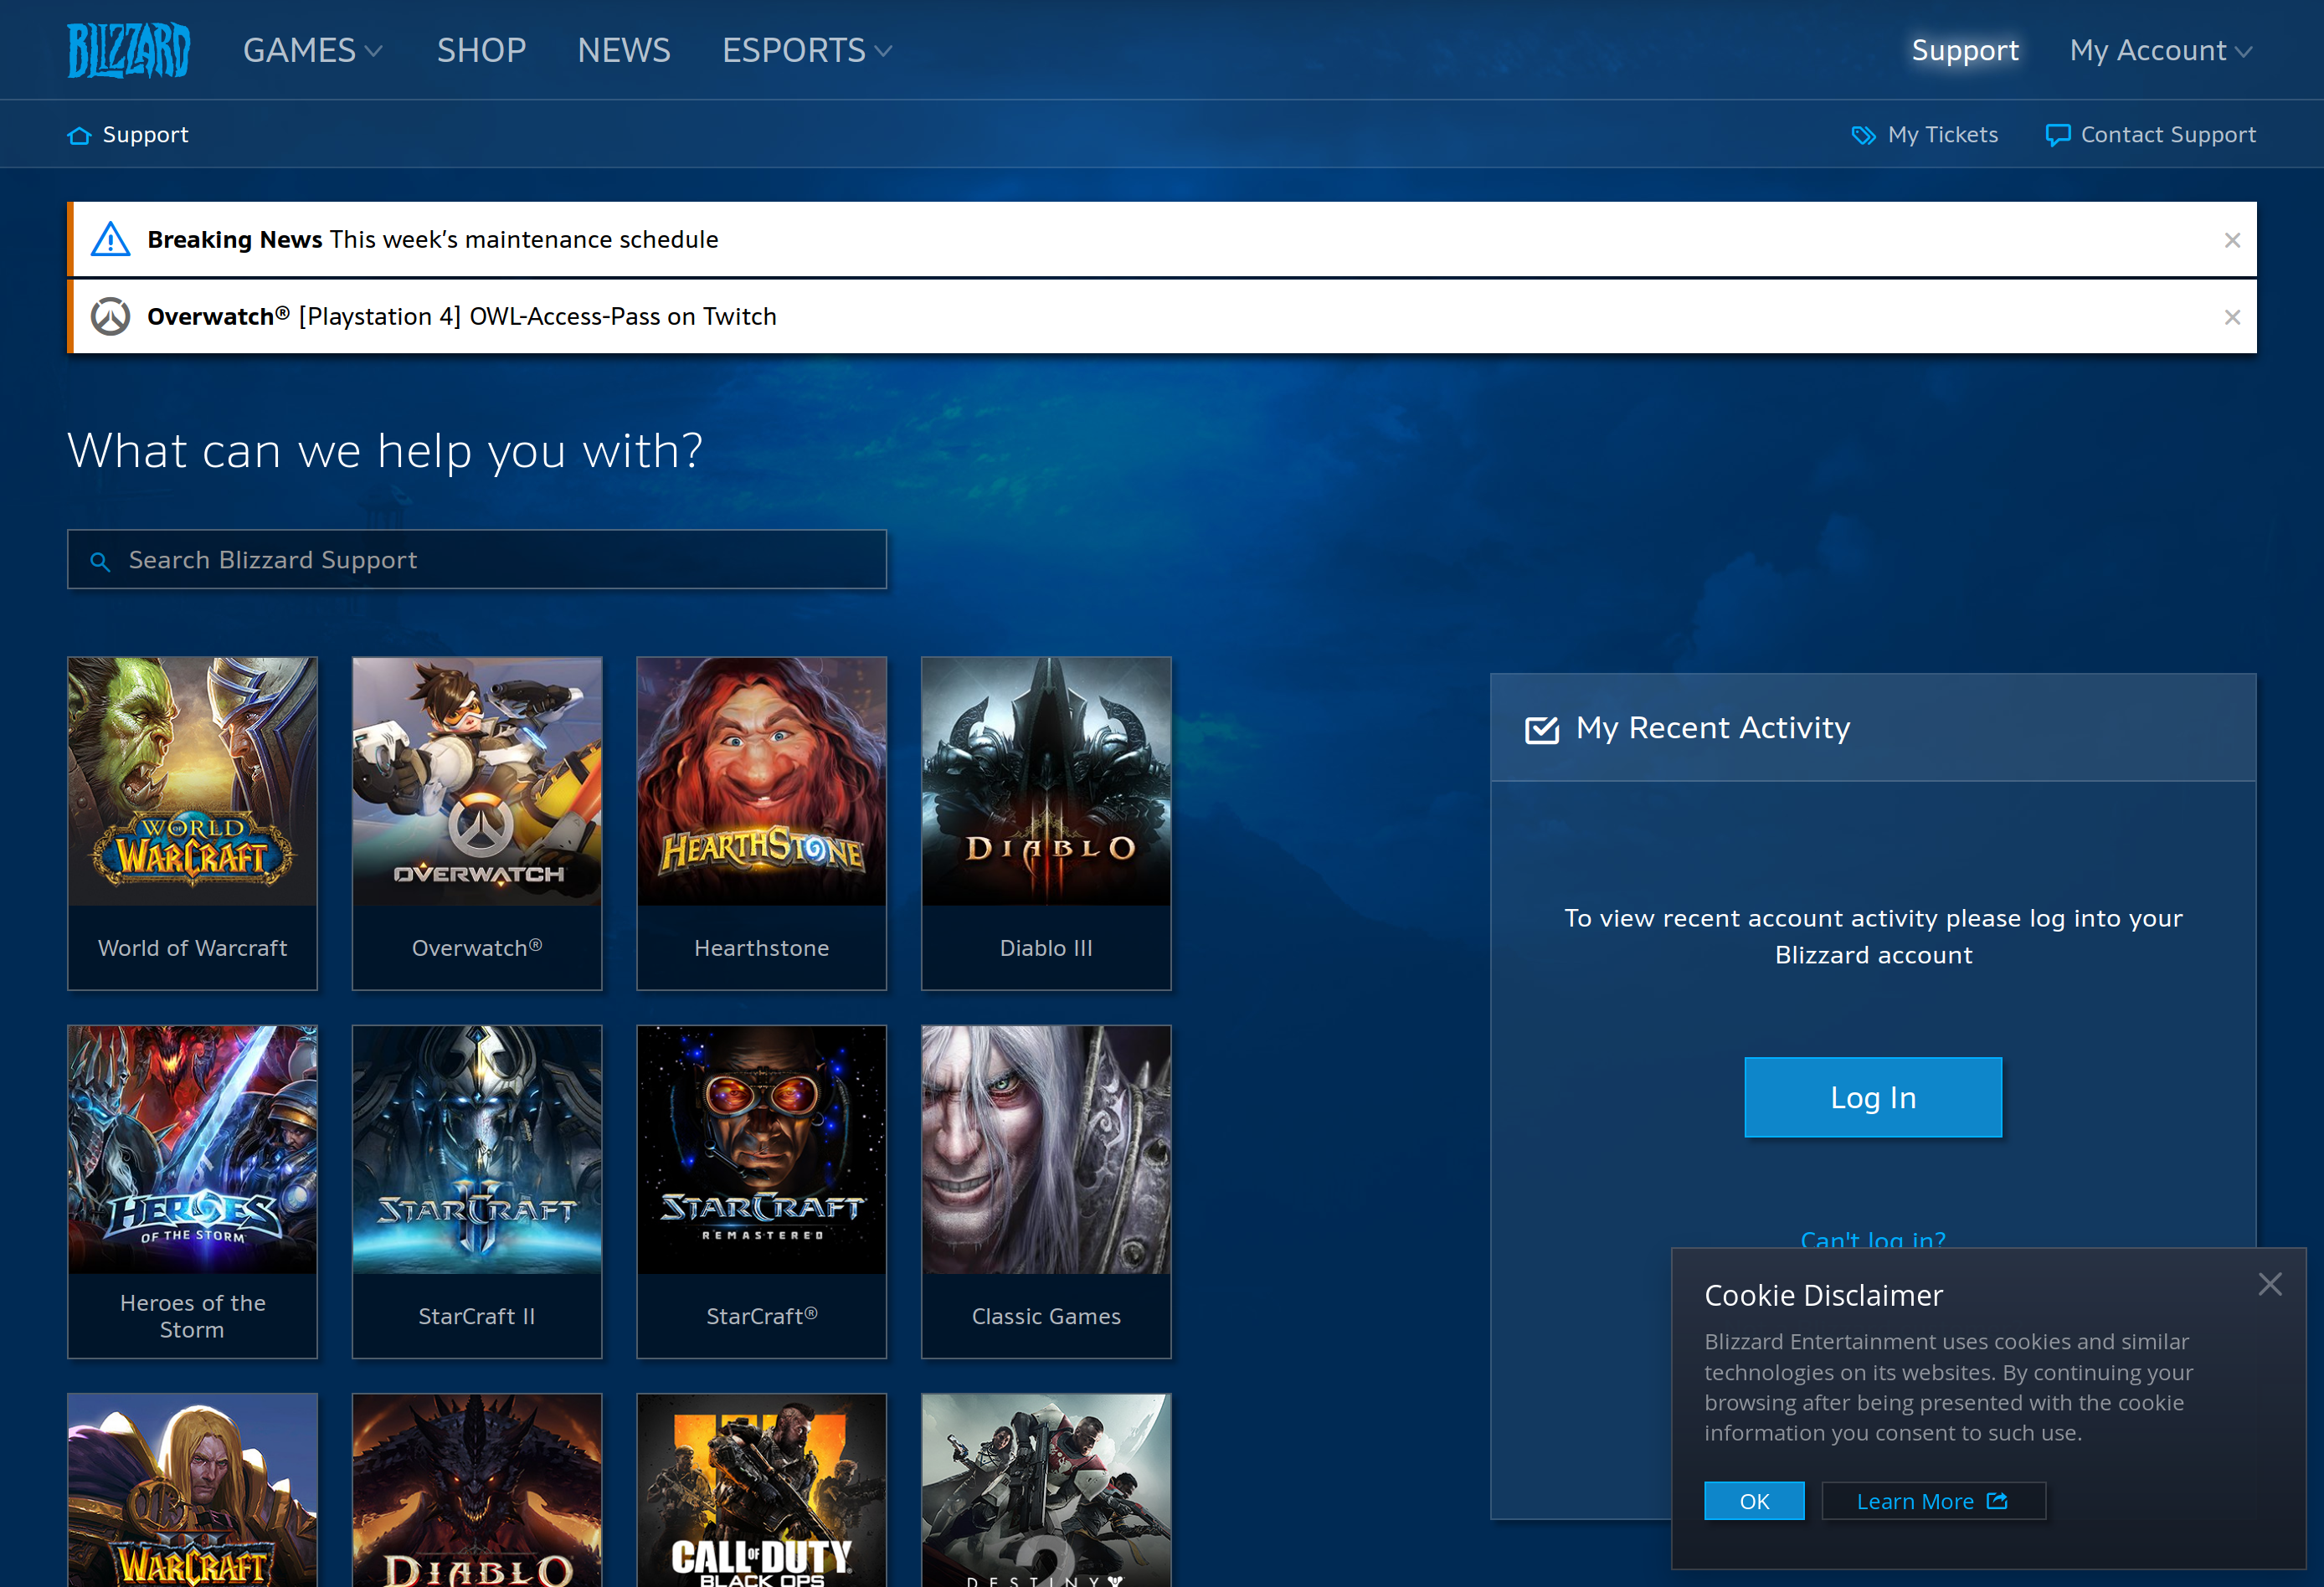 BLIZZARD
GAMES
SHOP
NEWS
ESPORTS
Support
My Account
Support
My Tickets
Contact Support
Breaking News This week's maintenance schedule
Overwatch® [Playstation 4] OWL-Access-Pass on Twitch
What can we help you with?
Search Blizzard Support
WORLD OF WARCRAFT
OVERWATCH
HEARTHSTONE
DIABLO
World of Warcraft
Overwatch®
Hearthstone
Diablo III
My Recent Activity
To view recent account activity please log into your
Blizzard account
Log In
Can't log in?
HEROES
OF THE STORM
STARCRAFT
II
STARCRAFT
REMASTERED
Heroes of the
Storm
StarCraft II
StarCraft®
Classic Games
WARCRAFT
DIABLO
CALL OF DUTY
BLACK OPS
2
DESTINY
Cookie Disclaimer
Blizzard Entertainment uses cookies and similar
technologies on its websites. By continuing your
browsing after being presented with the cookie
information you consent to such use.
OK
Learn More